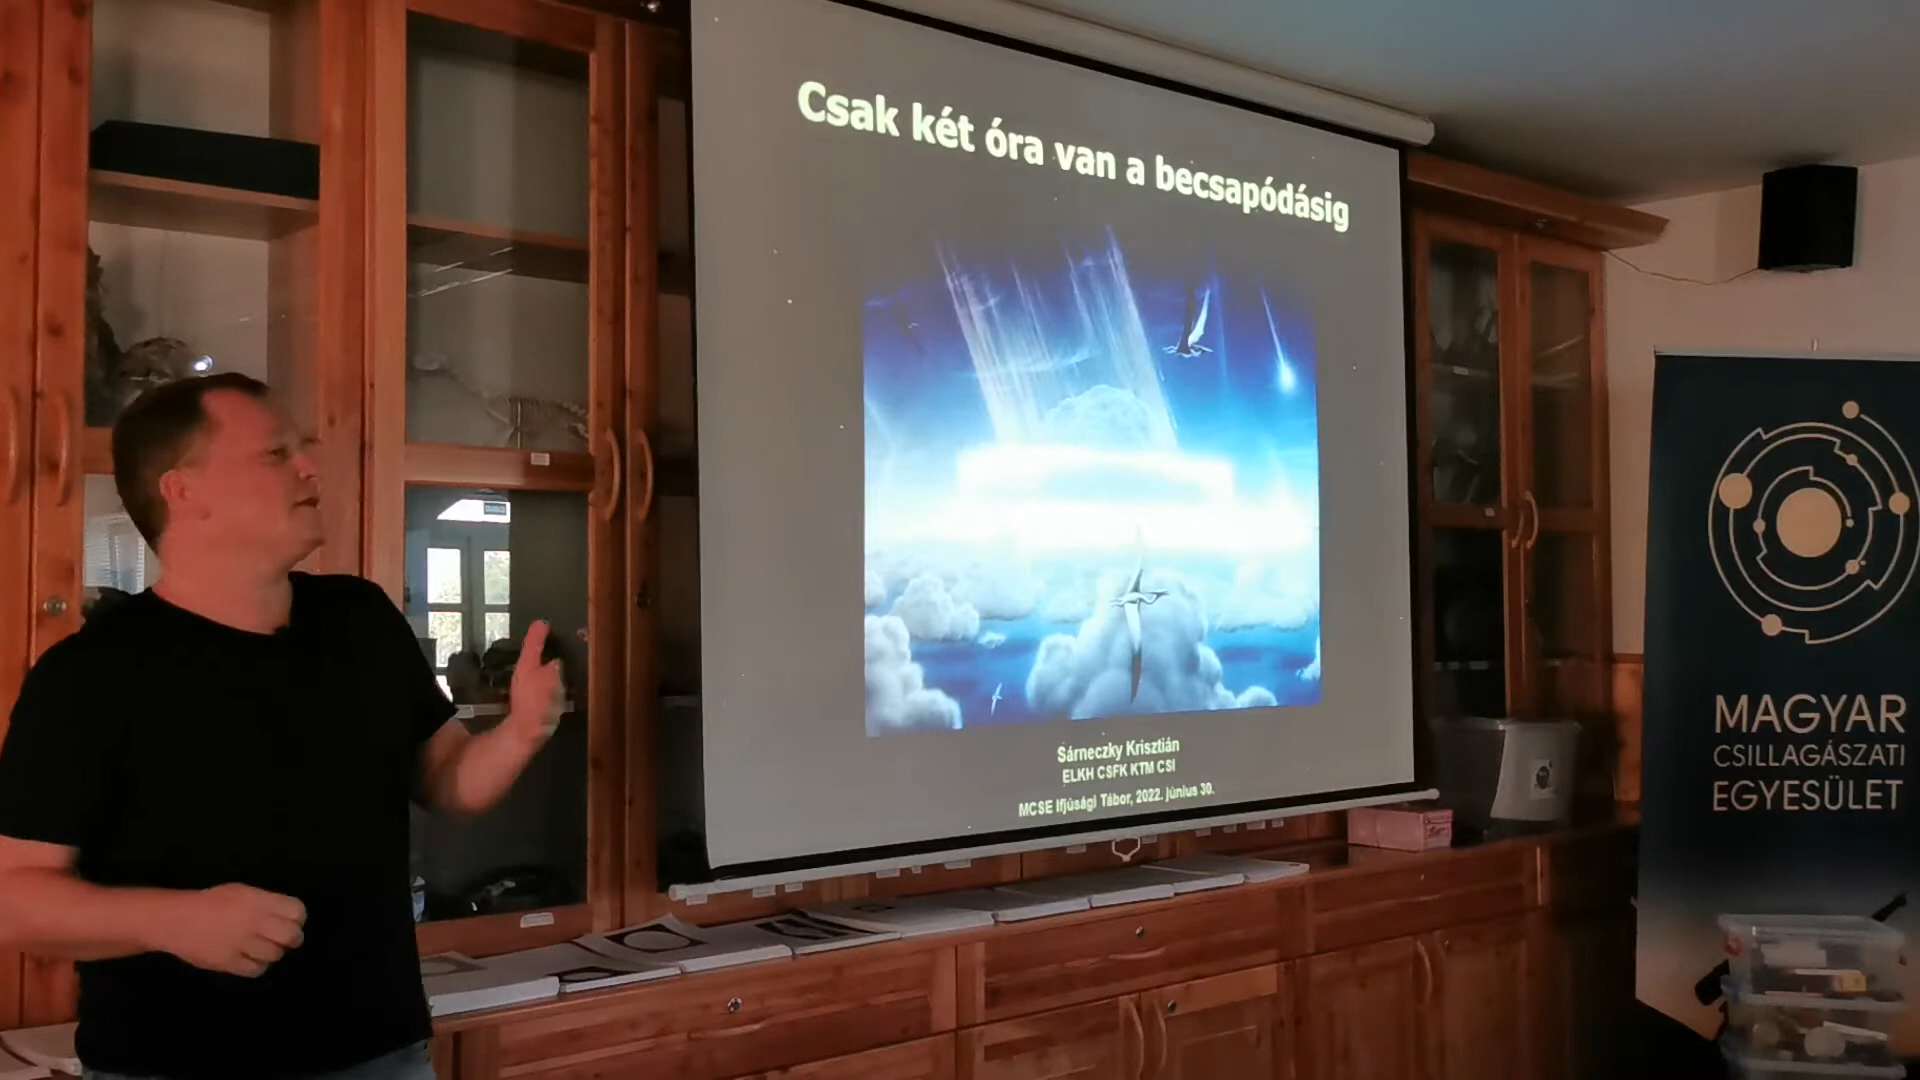 Csak két óra van a becsapódásig
Sárneczky Krisztián
ELKH CSFK KTM CSI
MCSE Ifjúsági Tábor, 2022. június 30.
MAGYAR
CSILLAGÁSZATI
EGYESÜLET